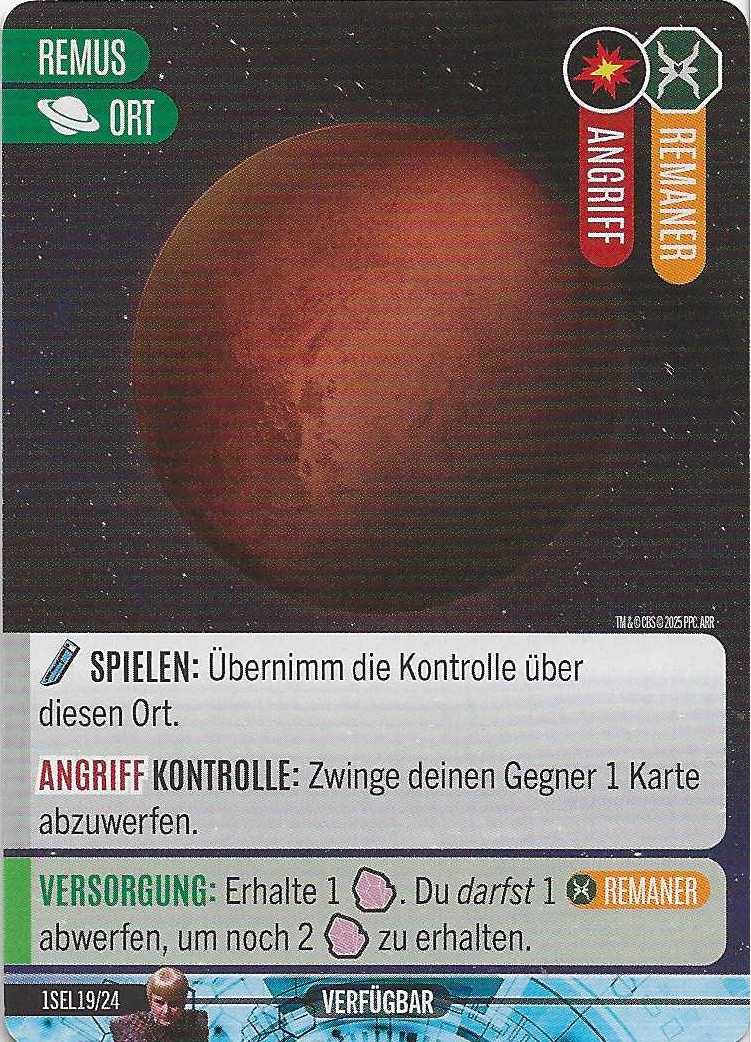 REMUS
ORT
ANGRIFF
REMANER
TM & © CBS © 2025 PPC. ARR
SPIELEN: Übernimm die Kontrolle über
diesen Ort.
ANGRIFF KONTROLLE: Zwinge deinen Gegner 1 Karte
abzuwerfen.
VERSORGUNG: Erhalte 1 . Du darfst 1 REMANER
abwerfen, um noch 2 zu erhalten.
1SEL19/24
VERFÜGBAR